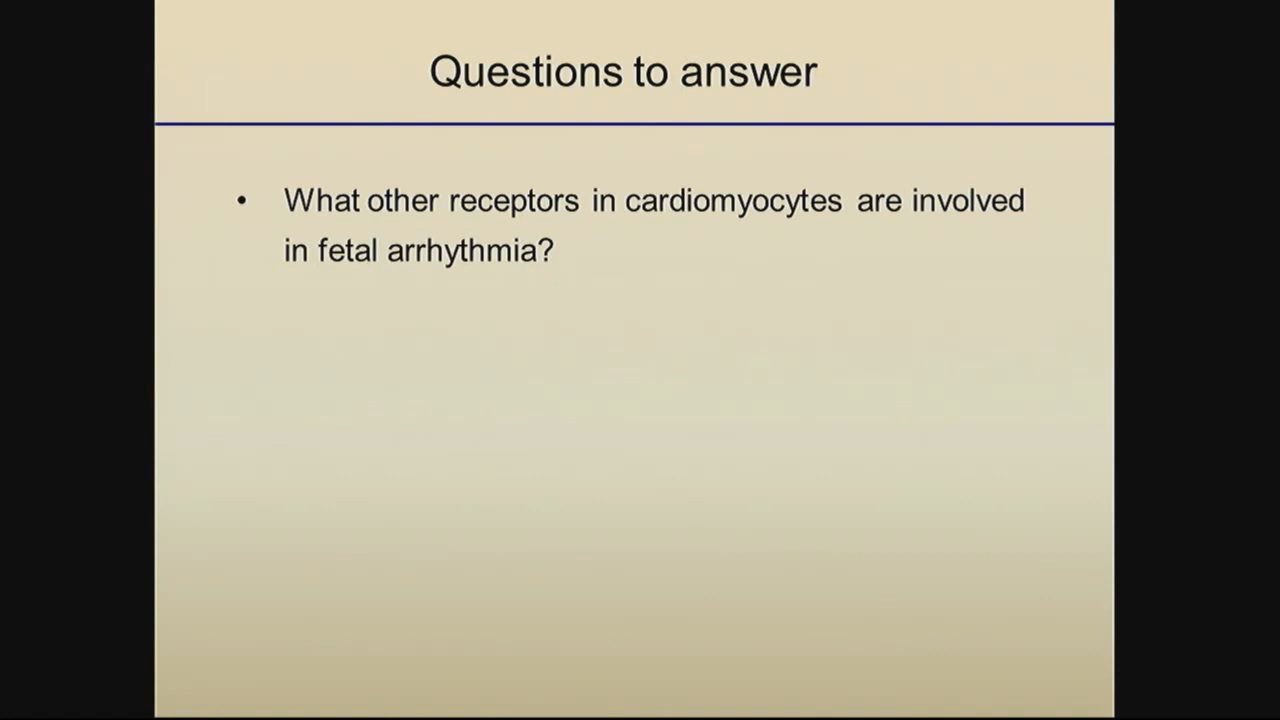 Questions to answer
• What other receptors in cardiomyocytes are involved
in fetal arrhythmia?